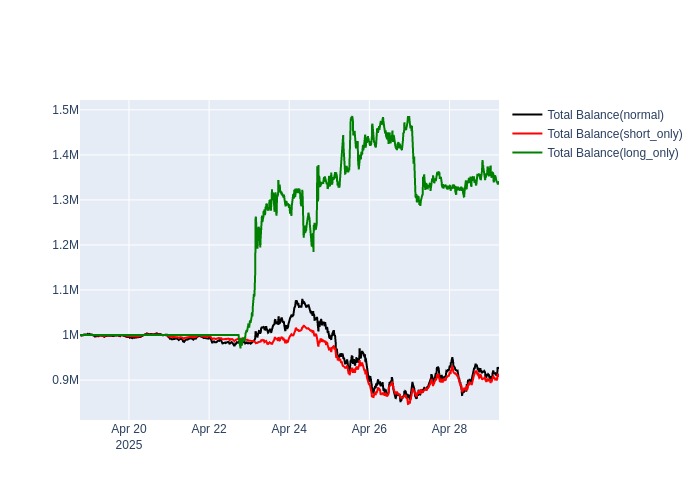 1.5M
1.4M
1.3M
1.2M
1.1M
1M
0.9M
Apr 20
2025
Apr 22
Apr 24
Apr 26
Apr 28
Total Balance(normal)
Total Balance(short_only)
Total Balance(long_only)